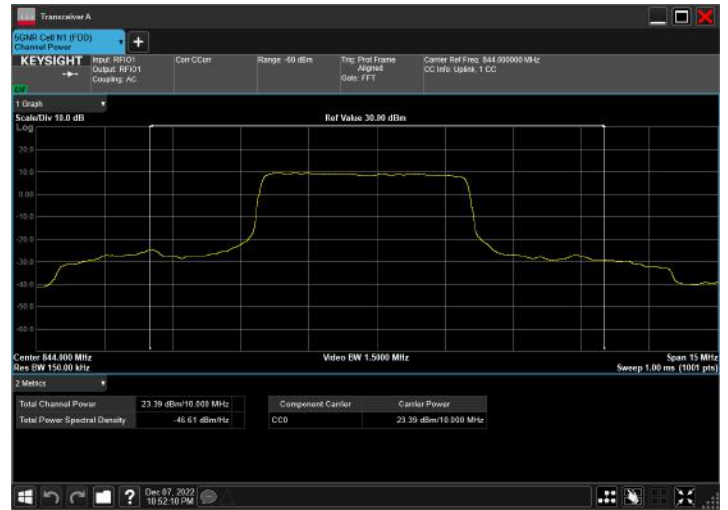 Transceiver A
5GNR Cell N1 (FDD)
Channel Power
KEYSIGHT
Input: RFIO1
Output: RFIO1
Coupling: AC
Corr CCorr
Range -60 dBm
Trig: Prot Frame
Aligned
Gate: FFT
Carrier Ref Freq: 844.000000 MHz
CC Info: Uplink, 1 CC
1 Graph
Scale/Div 10.0 dB
Ref Value 30.00 dBm
Log
20.0
10.0
0.00
-10.0
-20.0
-30.0
-40.0
-50.0
-60.0
Center 844.000 MHz
Video BW 1.5000 MHz
Span 15 MHz
Res BW 150.00 kHz
Sweep 1.00 ms (1001 pts)
2 Metrics
Total Channel Power 23.39 dBm/10.000 MHz
Total Power Spectral Density -46.61 dBm/Hz
Component Carrier Carrier Power
CC0 23.39 dBm/10.000 MHz
?
Dec 07, 2022
10:52:10 PM